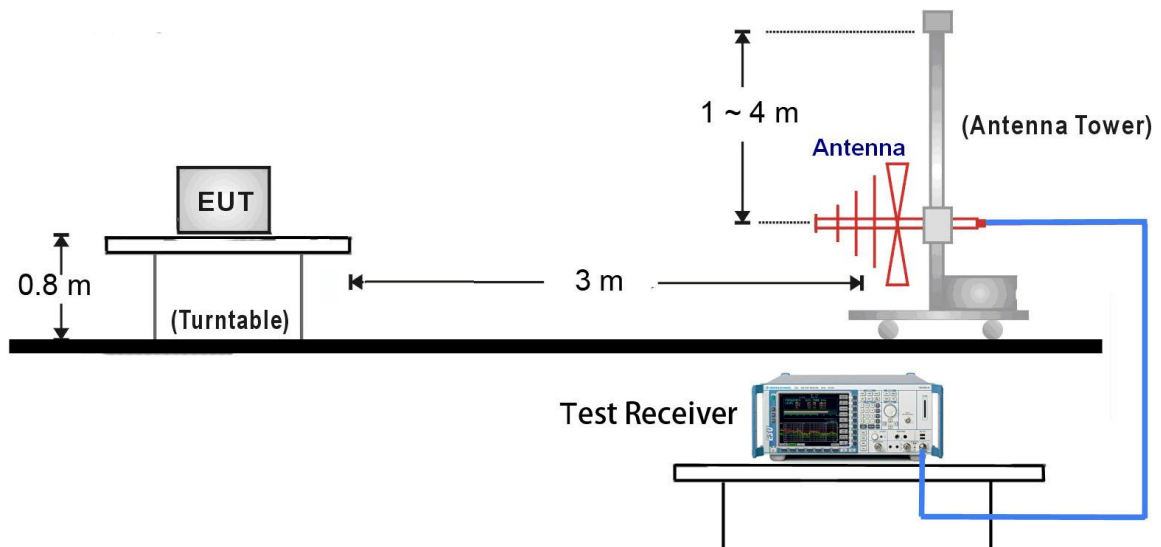 1 ~ 4 m
(Antenna Tower)
Antenna
EUT
0.8 m
3 m
(Turntable)
Test Receiver